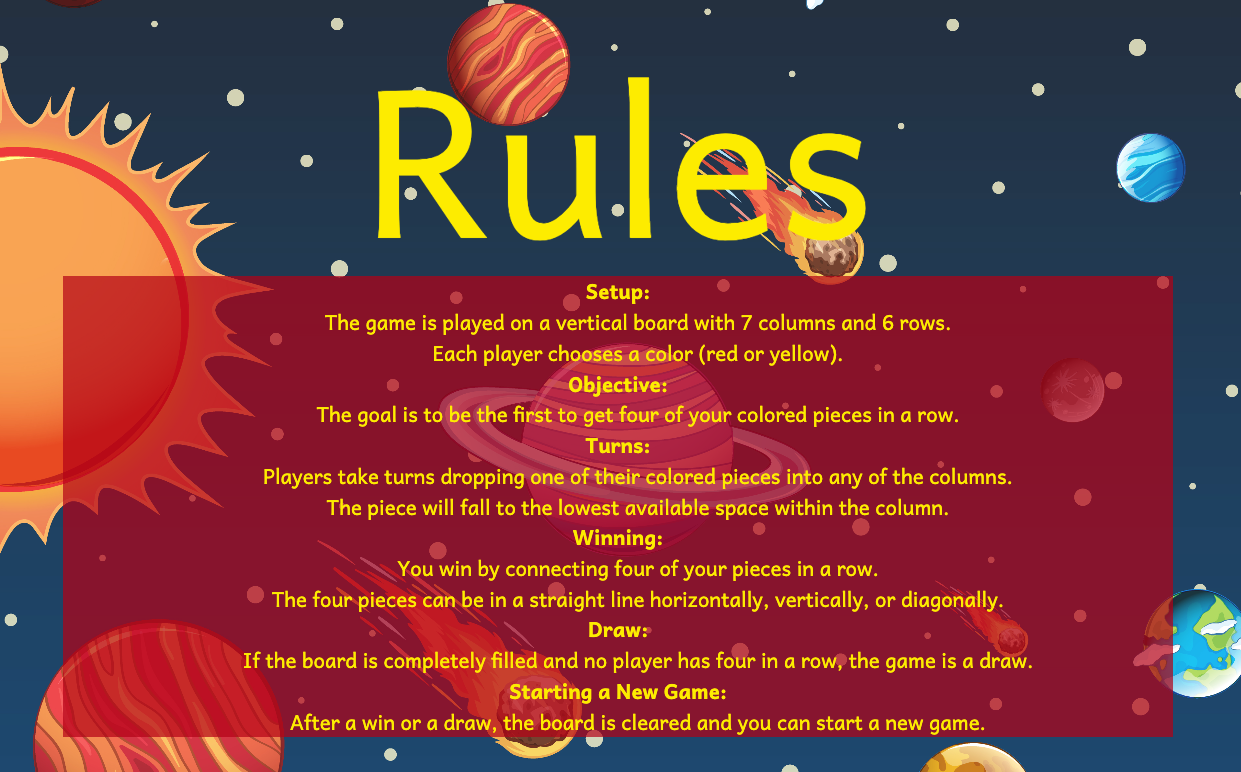 Rules
Setup:
The game is played on a vertical board with 7 columns and 6 rows.
Each player chooses a color (red or yellow).
Objective:
The goal is to be the first to get four of your colored pieces in a row.
Turns:
Players take turns dropping one of their colored pieces into any of the columns.
The piece will fall to the lowest available space within the column.
Winning:
You win by connecting four of your pieces in a row.
The four pieces can be in a straight line horizontally, vertically, or diagonally.
Draw:
If the board is completely filled and no player has four in a row, the game is a draw.
Starting a New Game:
After a win or a draw, the board is cleared and you can start a new game.